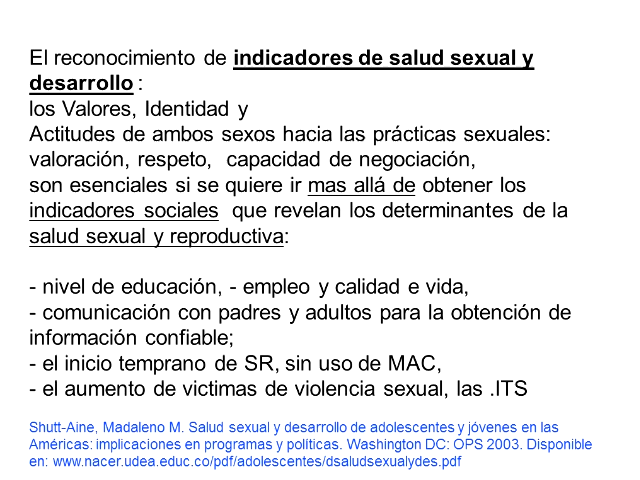 El reconocimiento de indicadores de salud sexual y
desarrollo :
los Valores, Identidad y
Actitudes de ambos sexos hacia las prácticas sexuales:
valoración, respeto, capacidad de negociación,
son esenciales si se quiere ir mas allá de obtener los
indicadores sociales que revelan los determinantes de la
salud sexual y reproductiva:
- nivel de educación, - empleo y calidad e vida,
- comunicación con padres y adultos para la obtención de
información confiable;
- el inicio temprano de SR, sin uso de MAC,
- el aumento de victimas de violencia sexual, las .ITS
Shutt-Aine, Madaleno M. Salud sexual y desarrollo de adolescentes y jóvenes en las
Américas: implicaciones en programas y políticas. Washington DC: OPS 2003. Disponible
en: www.nacer.udea.educ.co/pdf/adolescentes/dsaludsexualydes.pdf